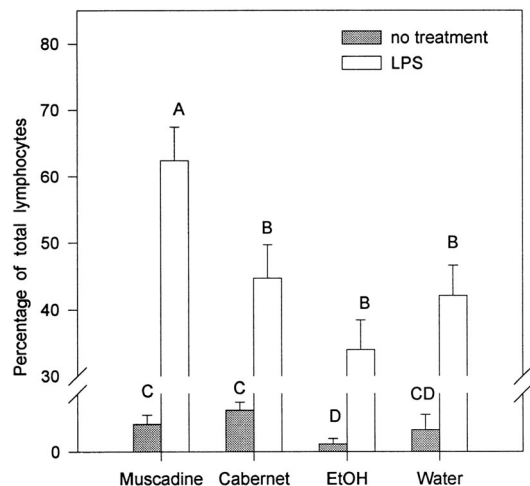 Percentage of total lymphocytes
80
70
60
50
40
30
0
no treatment
LPS
A
B
B
B
C
C
D
CD
Muscadine Cabernet EtOH Water